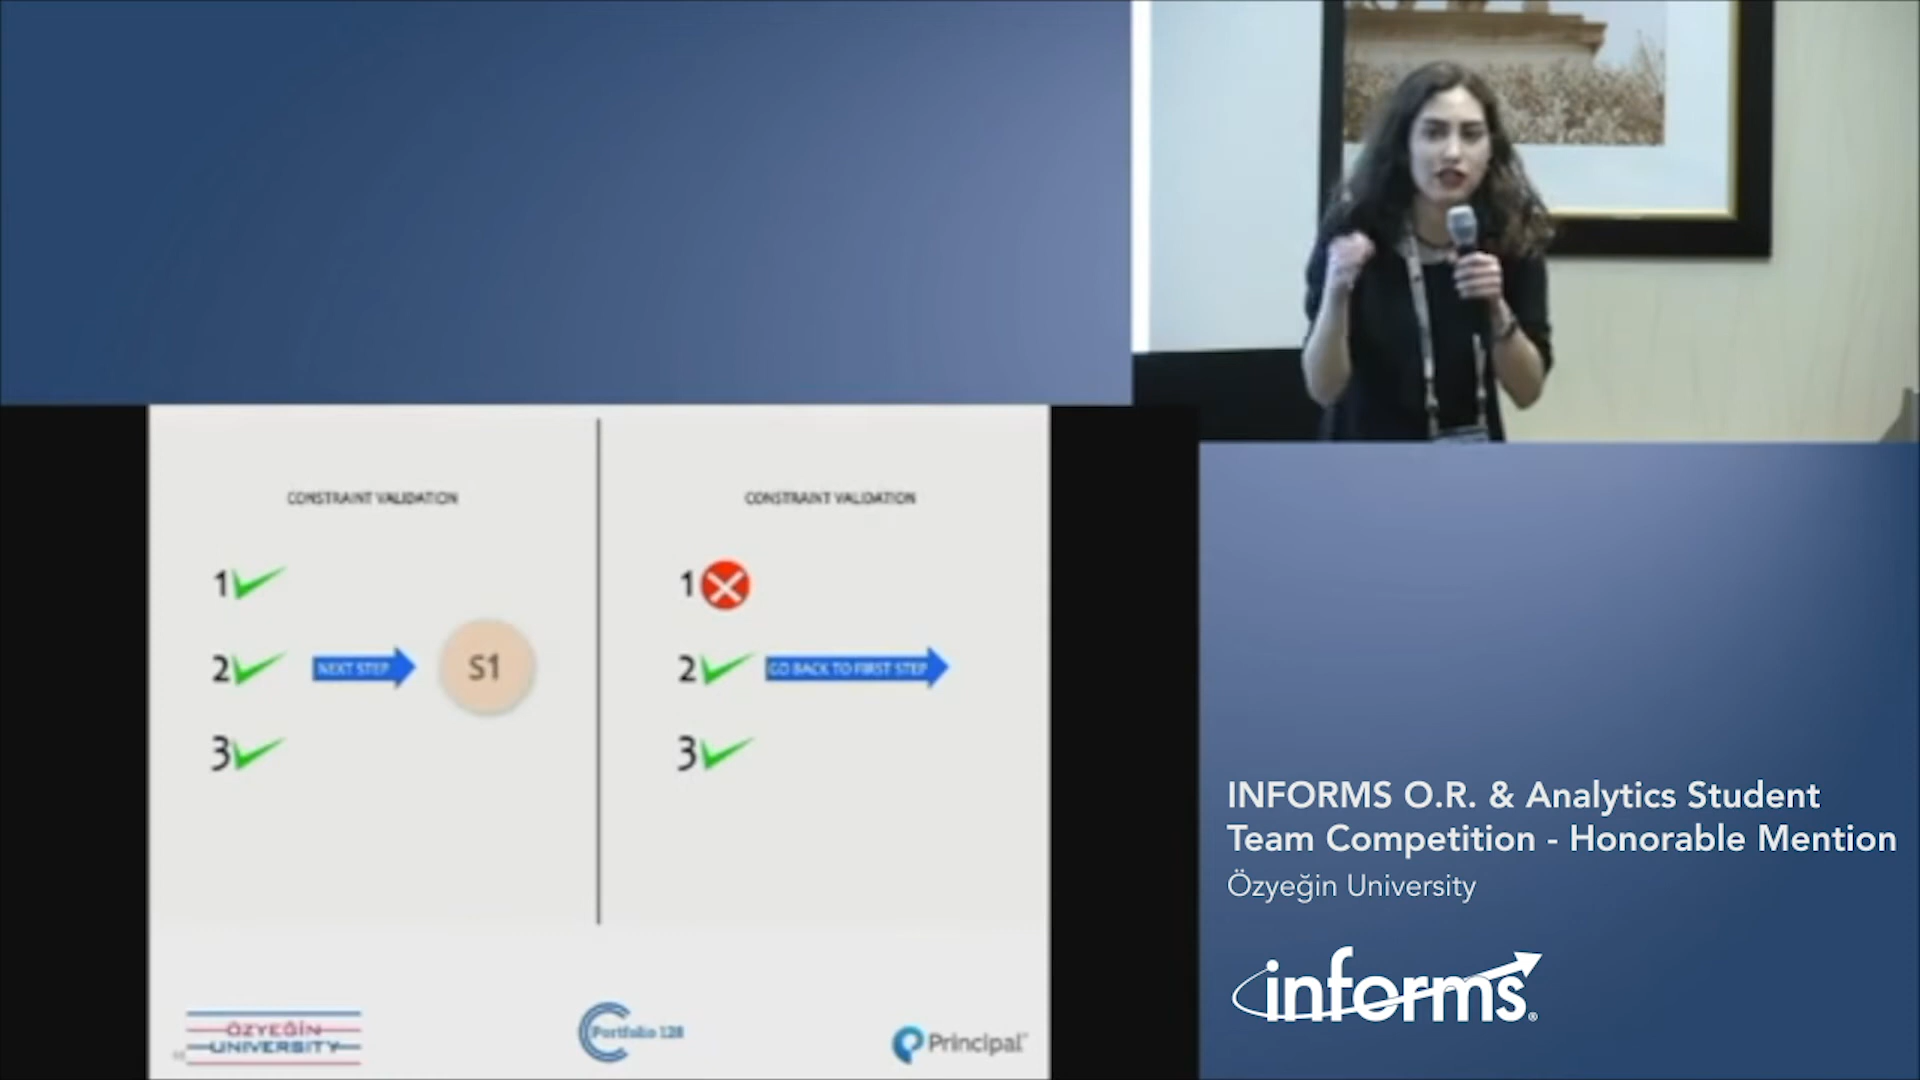 CONSTRAINT VALIDATION
1
2
3
NEXT STEP
S1
CONSTRAINT VALIDATION
1
2
3
GO BACK TO FIRST STEP
ÖZYEĞİN
UNIVERSITY
Portfolio 128
Principal
INFORMS O.R. & Analytics Student
Team Competition - Honorable Mention
Özyeğin University
informs®